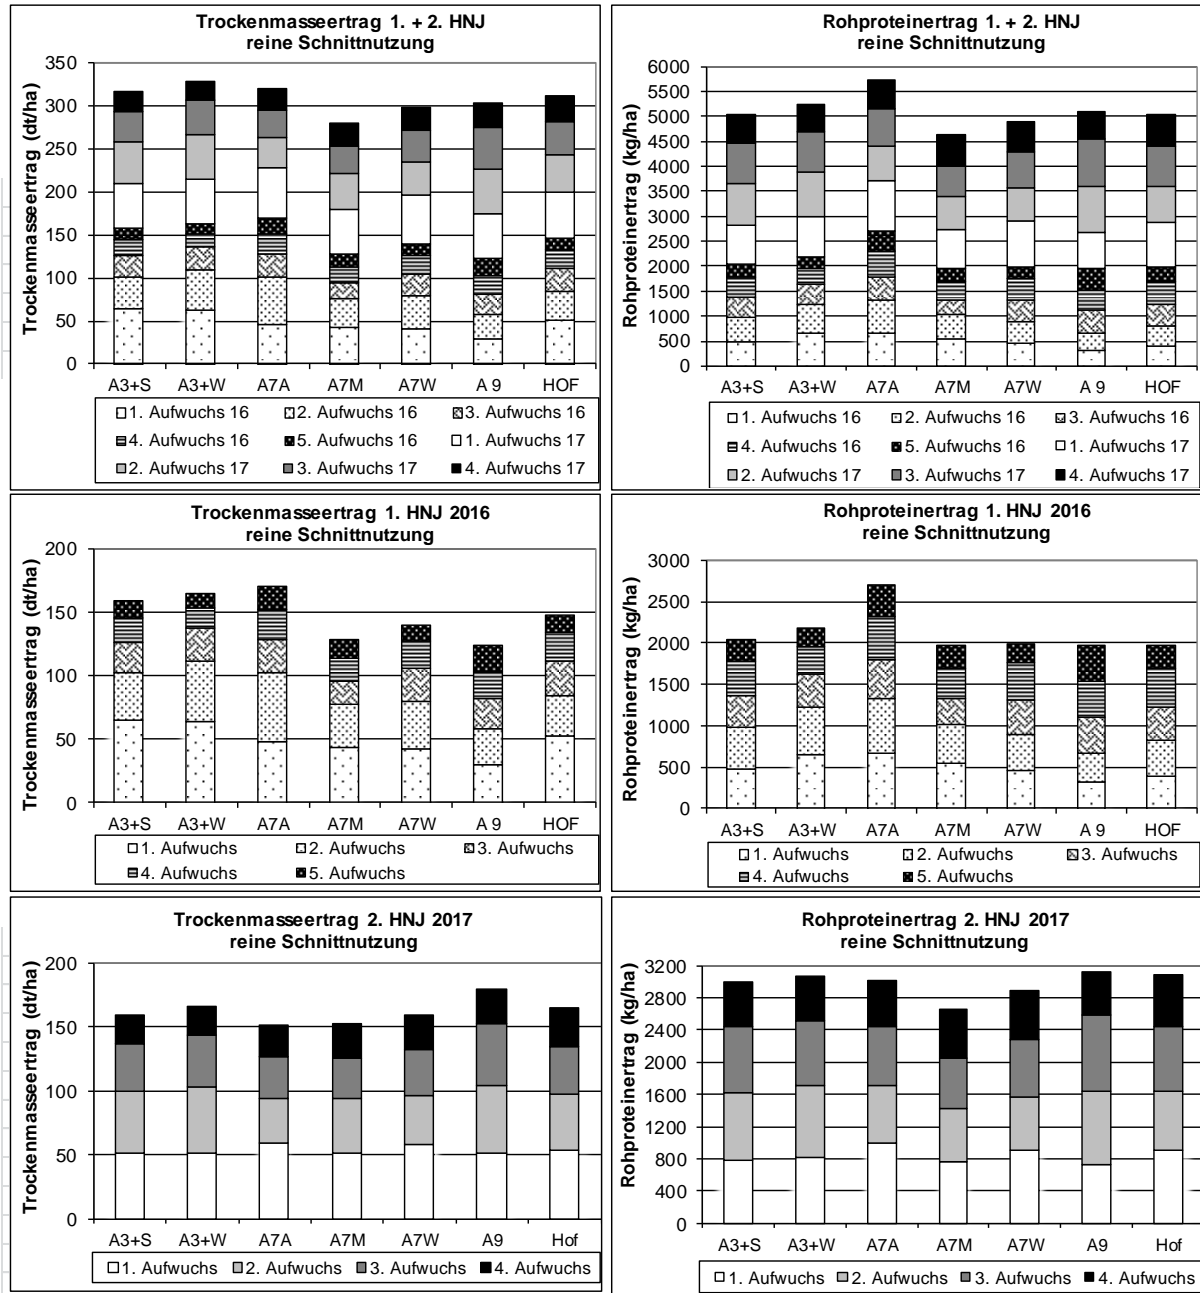 Trockenmasseertrag 1. + 2. HNJ
reine Schnittnutzung
Trockenmasseertrag (dt/ha)
350
300
250
200
150
100
50
0
A3+S A3+W A7A A7M A7W A 9 HOF
1. Aufwuchs 16 2. Aufwuchs 16 3. Aufwuchs 16
4. Aufwuchs 16 5. Aufwuchs 16 1. Aufwuchs 17
2. Aufwuchs 17 3. Aufwuchs 17 4. Aufwuchs 17
Rohproteinertrag 1. + 2. HNJ
reine Schnittnutzung
Rohproteinertrag (kg/ha)
6000
5500
5000
4500
4000
3500
3000
2500
2000
1500
1000
500
0
A3+S A3+W A7A A7M A7W A 9 HOF
1. Aufwuchs 16 2. Aufwuchs 16 3. Aufwuchs 16
4. Aufwuchs 16 5. Aufwuchs 16 1. Aufwuchs 17
2. Aufwuchs 17 3. Aufwuchs 17 4. Aufwuchs 17
Trockenmasseertrag 1. HNJ 2016
reine Schnittnutzung
Trockenmasseertrag (dt/ha)
200
150
100
50
0
A3+S A3+W A7A A7M A7W A 9 HOF
1. Aufwuchs 2. Aufwuchs 3. Aufwuchs
4. Aufwuchs 5. Aufwuchs
Rohproteinertrag 1. HNJ 2016
reine Schnittnutzung
Rohproteinertrag (kg/ha)
3000
2500
2000
1500
1000
500
0
A3+S A3+W A7A A7M A7W A 9 HOF
1. Aufwuchs 2. Aufwuchs 3. Aufwuchs
4. Aufwuchs 5. Aufwuchs
Trockenmasseertrag 2. HNJ 2017
reine Schnittnutzung
Trockenmasseertrag (dt/ha)
200
150
100
50
0
A3+S A3+W A7A A7M A7W A9 Hof
1. Aufwuchs 2. Aufwuchs 3. Aufwuchs 4. Aufwuchs
Rohproteinertrag 2. HNJ 2017
reine Schnittnutzung
Rohproteinertrag (kg/ha)
3200
2800
2400
2000
1600
1200
800
400
0
A3+S A3+W A7A A7M A7W A9 Hof
1. Aufwuchs 2. Aufwuchs 3. Aufwuchs 4. Aufwuchs